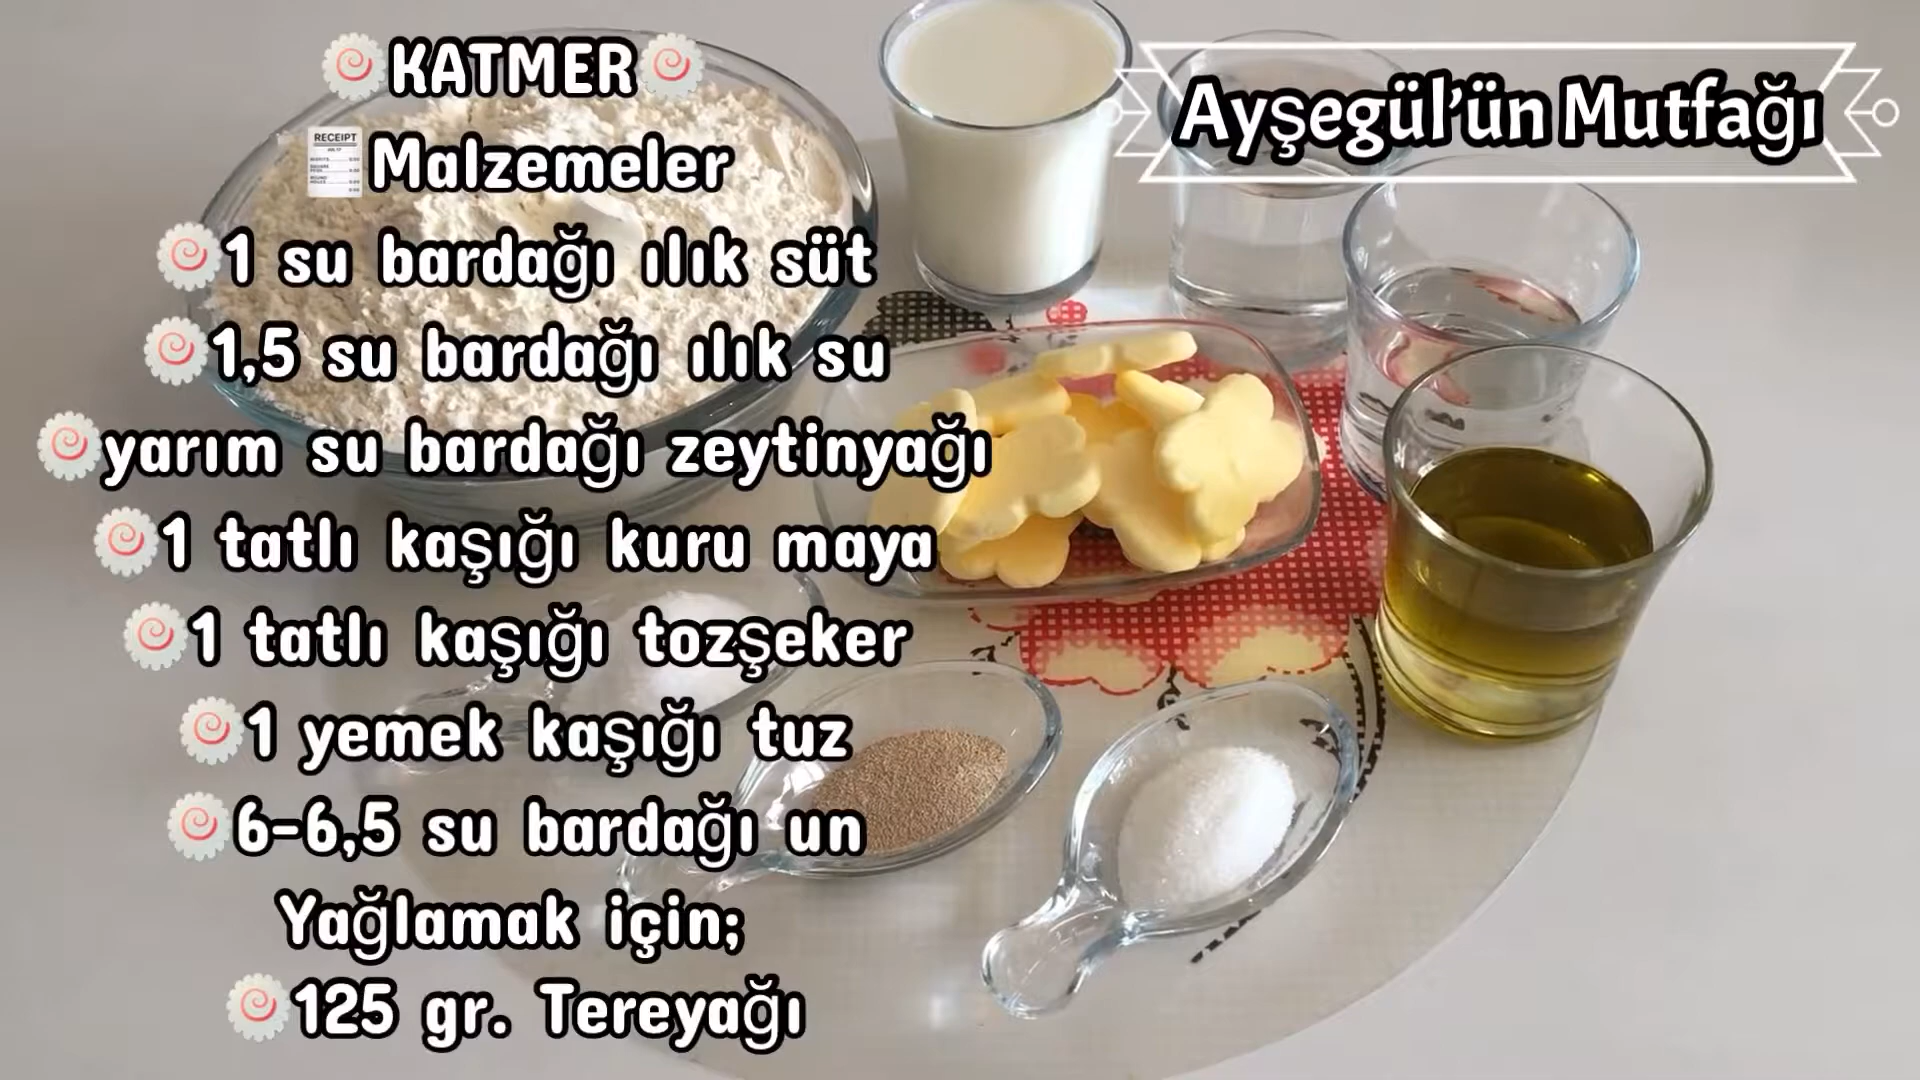 KATMER
Malzemeler
1 su bardağı ılık süt
1,5 su bardağı ılık su
yarım su bardağı zeytinyağı
1 tatlı kaşığı kuru maya
1 tatlı kaşığı tozşeker
1 yemek kaşığı tuz
6-6,5 su bardağı un
Yağlamak için;
125 gr. Tereyağı
Ayşegül'ün Mutfağı
RECEIPT